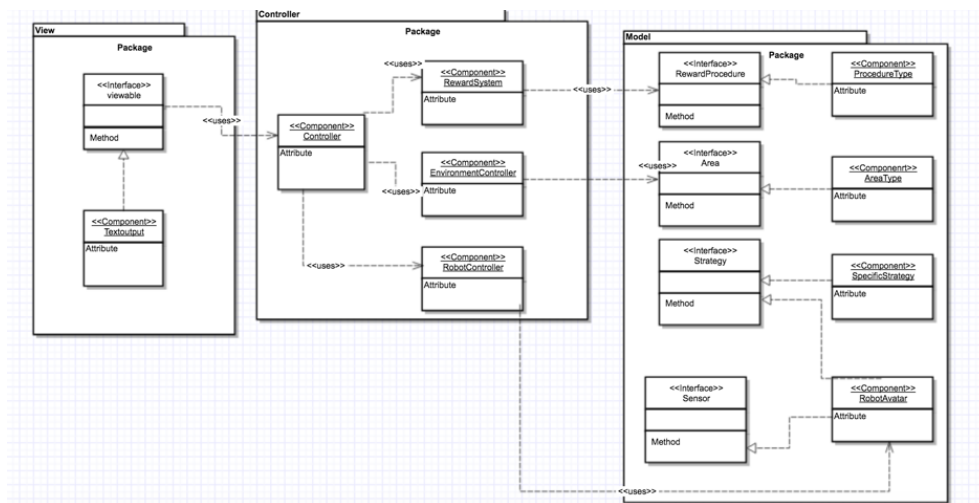 View
Package
<<Interface>>
viewable
Method
<<Component>>
Textoutput
Attribute
<<uses>>
Controller
Package
<<Component>>
Controller
Attribute
<<uses>>
<<Component>>
RewardSystem
Attribute
<<uses>>
<<Component>>
EnvironmentController
Attribute
<<uses>>
<<Component>>
RobotController
Attribute
<<uses>>
<<uses>>
<<uses>>
Model
Package
<<Interface>>
RewardProcedure
Method
<<Component>>
ProcedureType
Attribute
<<Interface>>
Area
Method
<<Componenent>>
AreaType
Attribute
<<Interface>>
Strategy
Method
<<Component>>
SpecificStrategy
Attribute
<<Interface>>
Sensor
Method
<<Component>>
RobotAvatar
Attribute
<<uses>>